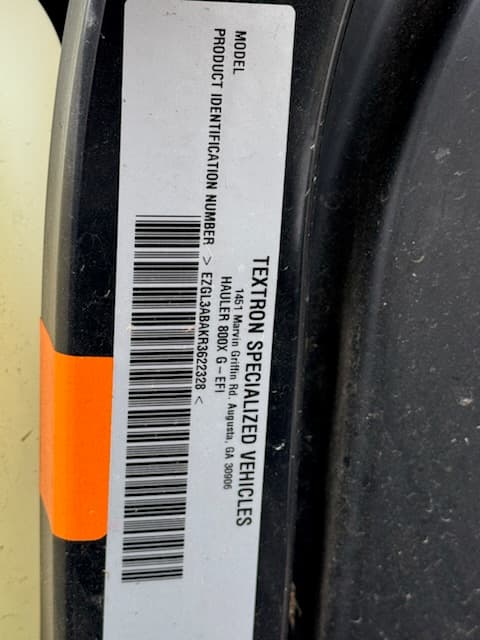 TEXTRON SPECIALIZED VEHICLES
1451 Marvin Griffin Rd. Augusta, GA 30906
MODEL HAULER 800X G-EFI
PRODUCT IDENTIFICATION NUMBER > EZGL3ABAKR3622328 <